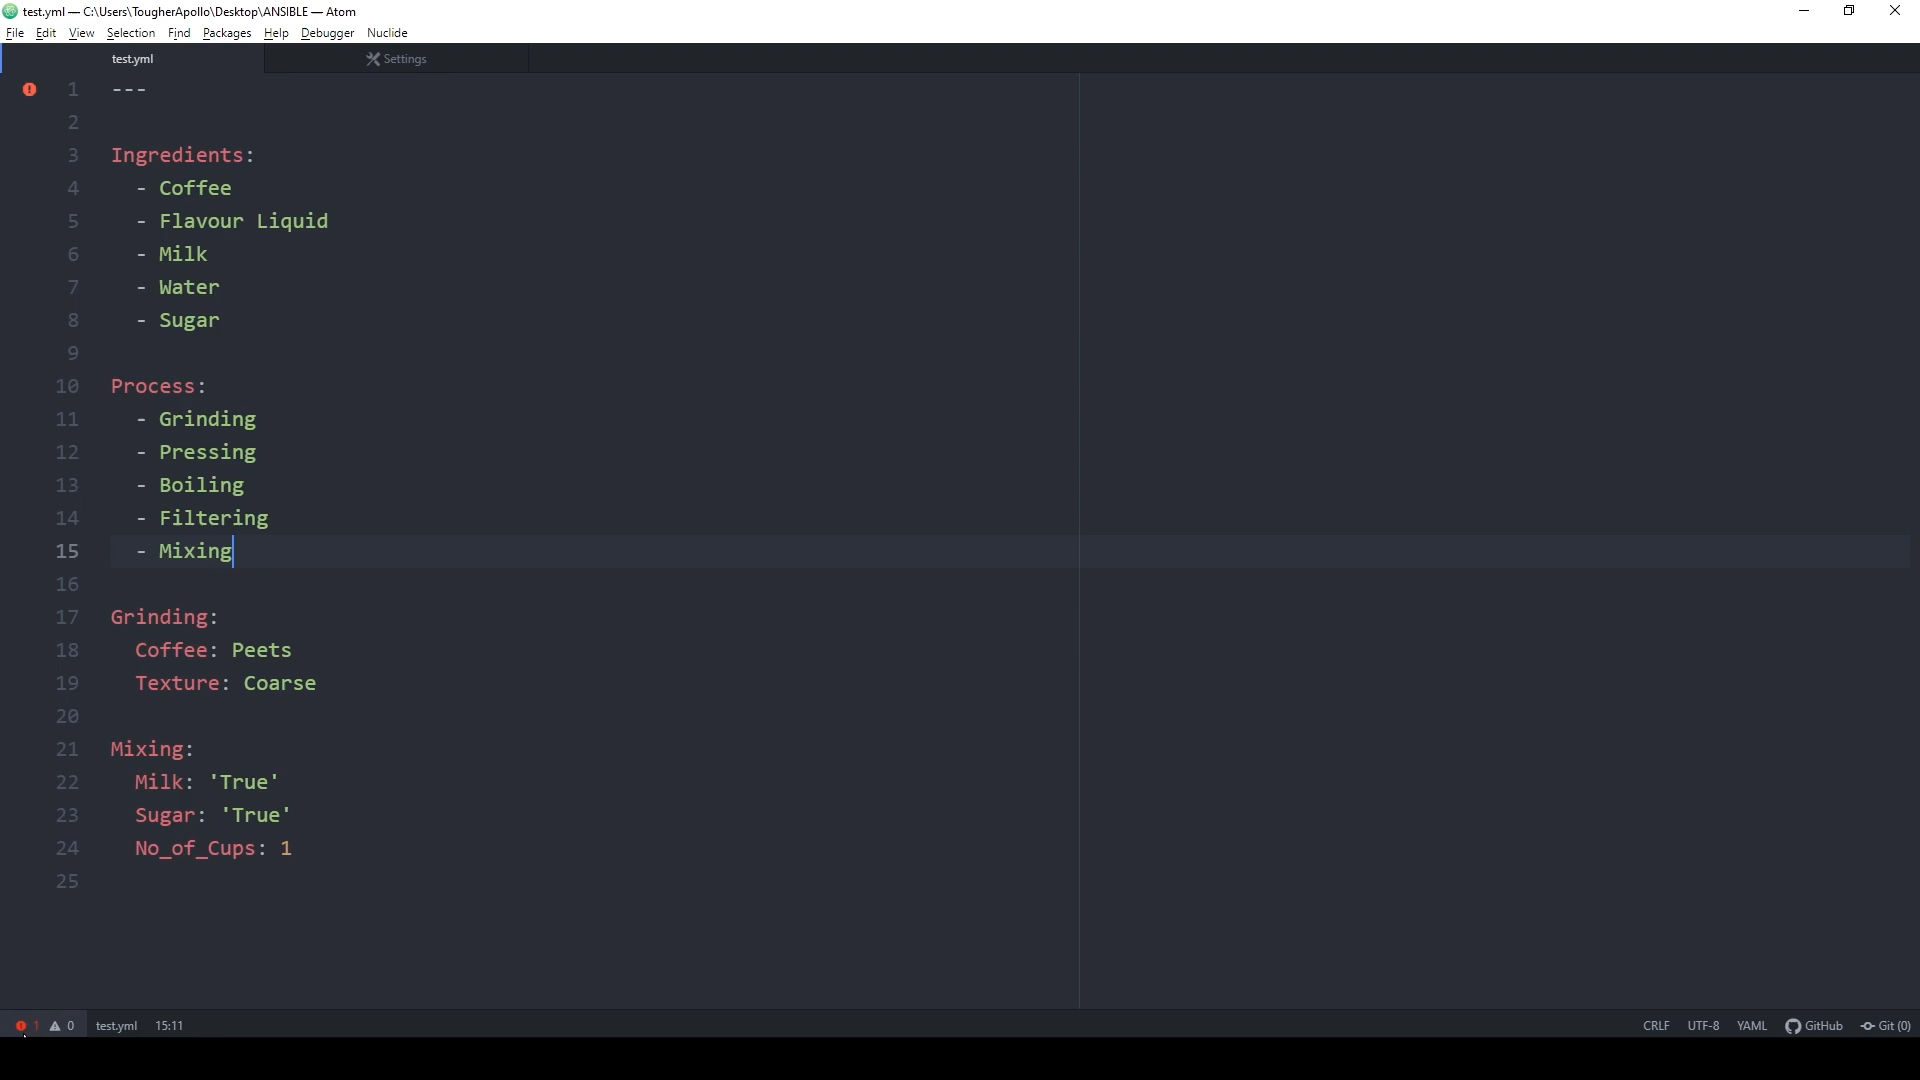 test.yml — C:\Users\TougherApollo\Desktop\ANSIBLE — Atom
File Edit View Selection Find Packages Help Debugger Nuclide
test.yml Settings
1 ---
2
3 Ingredients:
4 - Coffee
5 - Flavour Liquid
6 - Milk
7 - Water
8 - Sugar
9
10 Process:
11 - Grinding
12 - Pressing
13 - Boiling
14 - Filtering
15 - Mixing
16
17 Grinding:
18 Coffee: Peets
19 Texture: Coarse
20
21 Mixing:
22 Milk: 'True'
23 Sugar: 'True'
24 No_of_Cups: 1
25
1 0 test.yml 15:11 CRLF UTF-8 YAML GitHub Git (0)